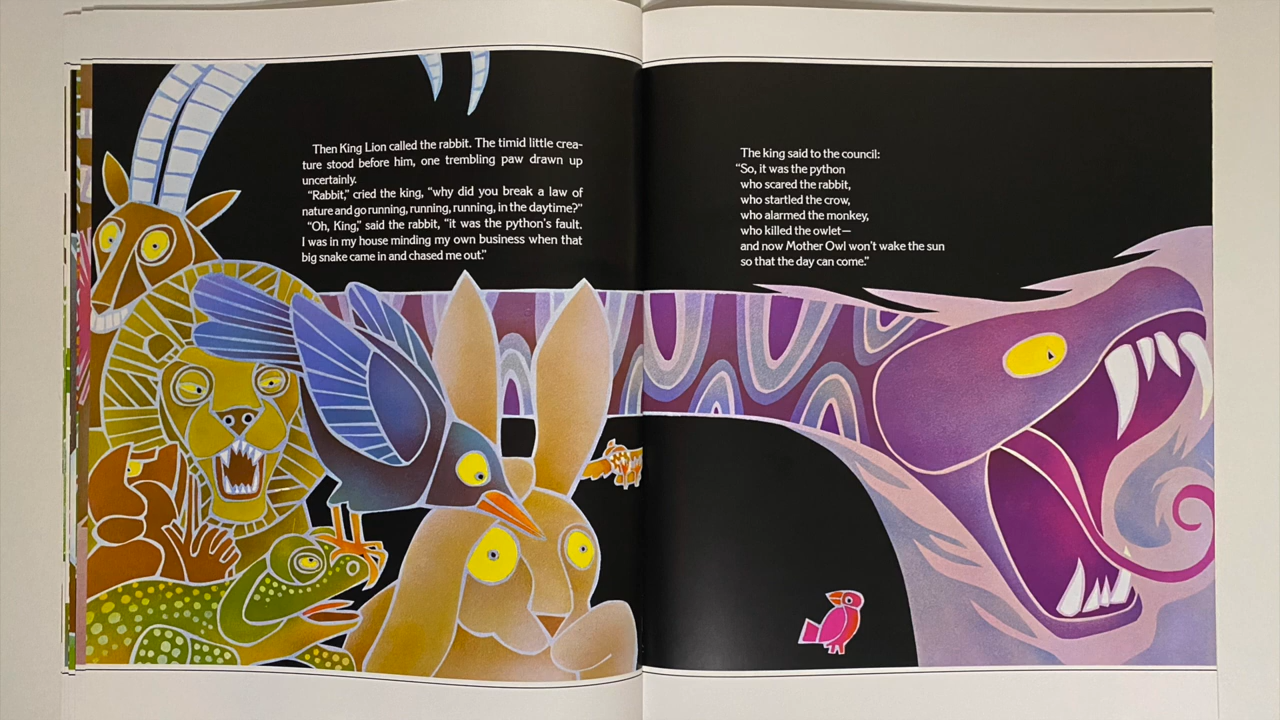 Then King Lion called the rabbit. The timid little crea-
ture stood before him, one trembling paw drawn up
uncertainly.
"Rabbit," cried the king, "why did you break a law of
nature and go running, running, running, in the daytime?"
"Oh, King," said the rabbit, "it was the python's fault.
I was in my house minding my own business when that
big snake came in and chased me out."
The king said to the council:
"So, it was the python
who scared the rabbit,
who startled the crow,
who alarmed the monkey,
who killed the owlet—
and now Mother Owl won't wake the sun
so that the day can come."